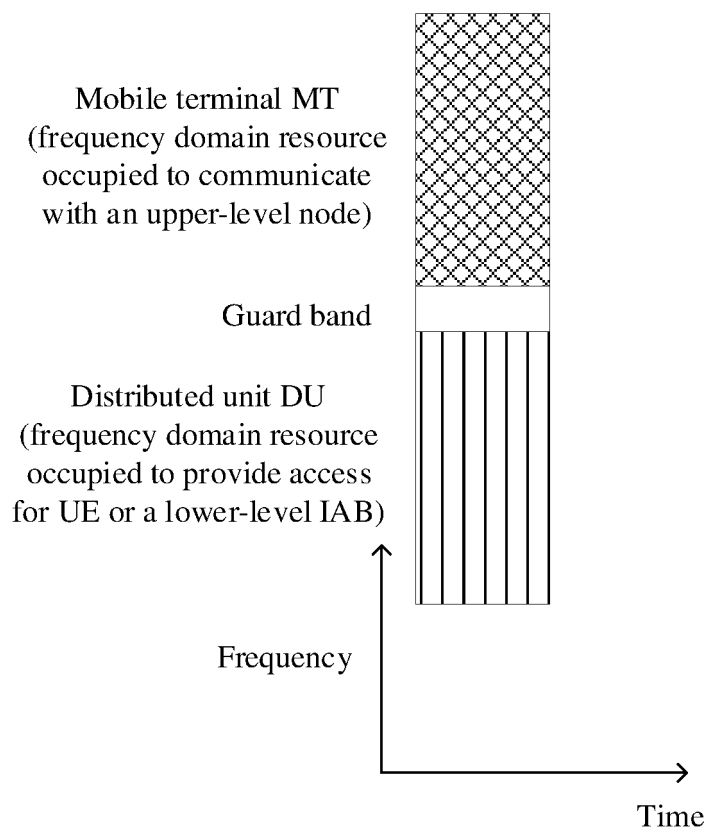 Mobile terminal MT
(frequency domain resource
occupied to communicate
with an upper-level node)
Guard band
Distributed unit DU
(frequency domain resource
occupied to provide access
for UE or a lower-level IAB)
Frequency
Time